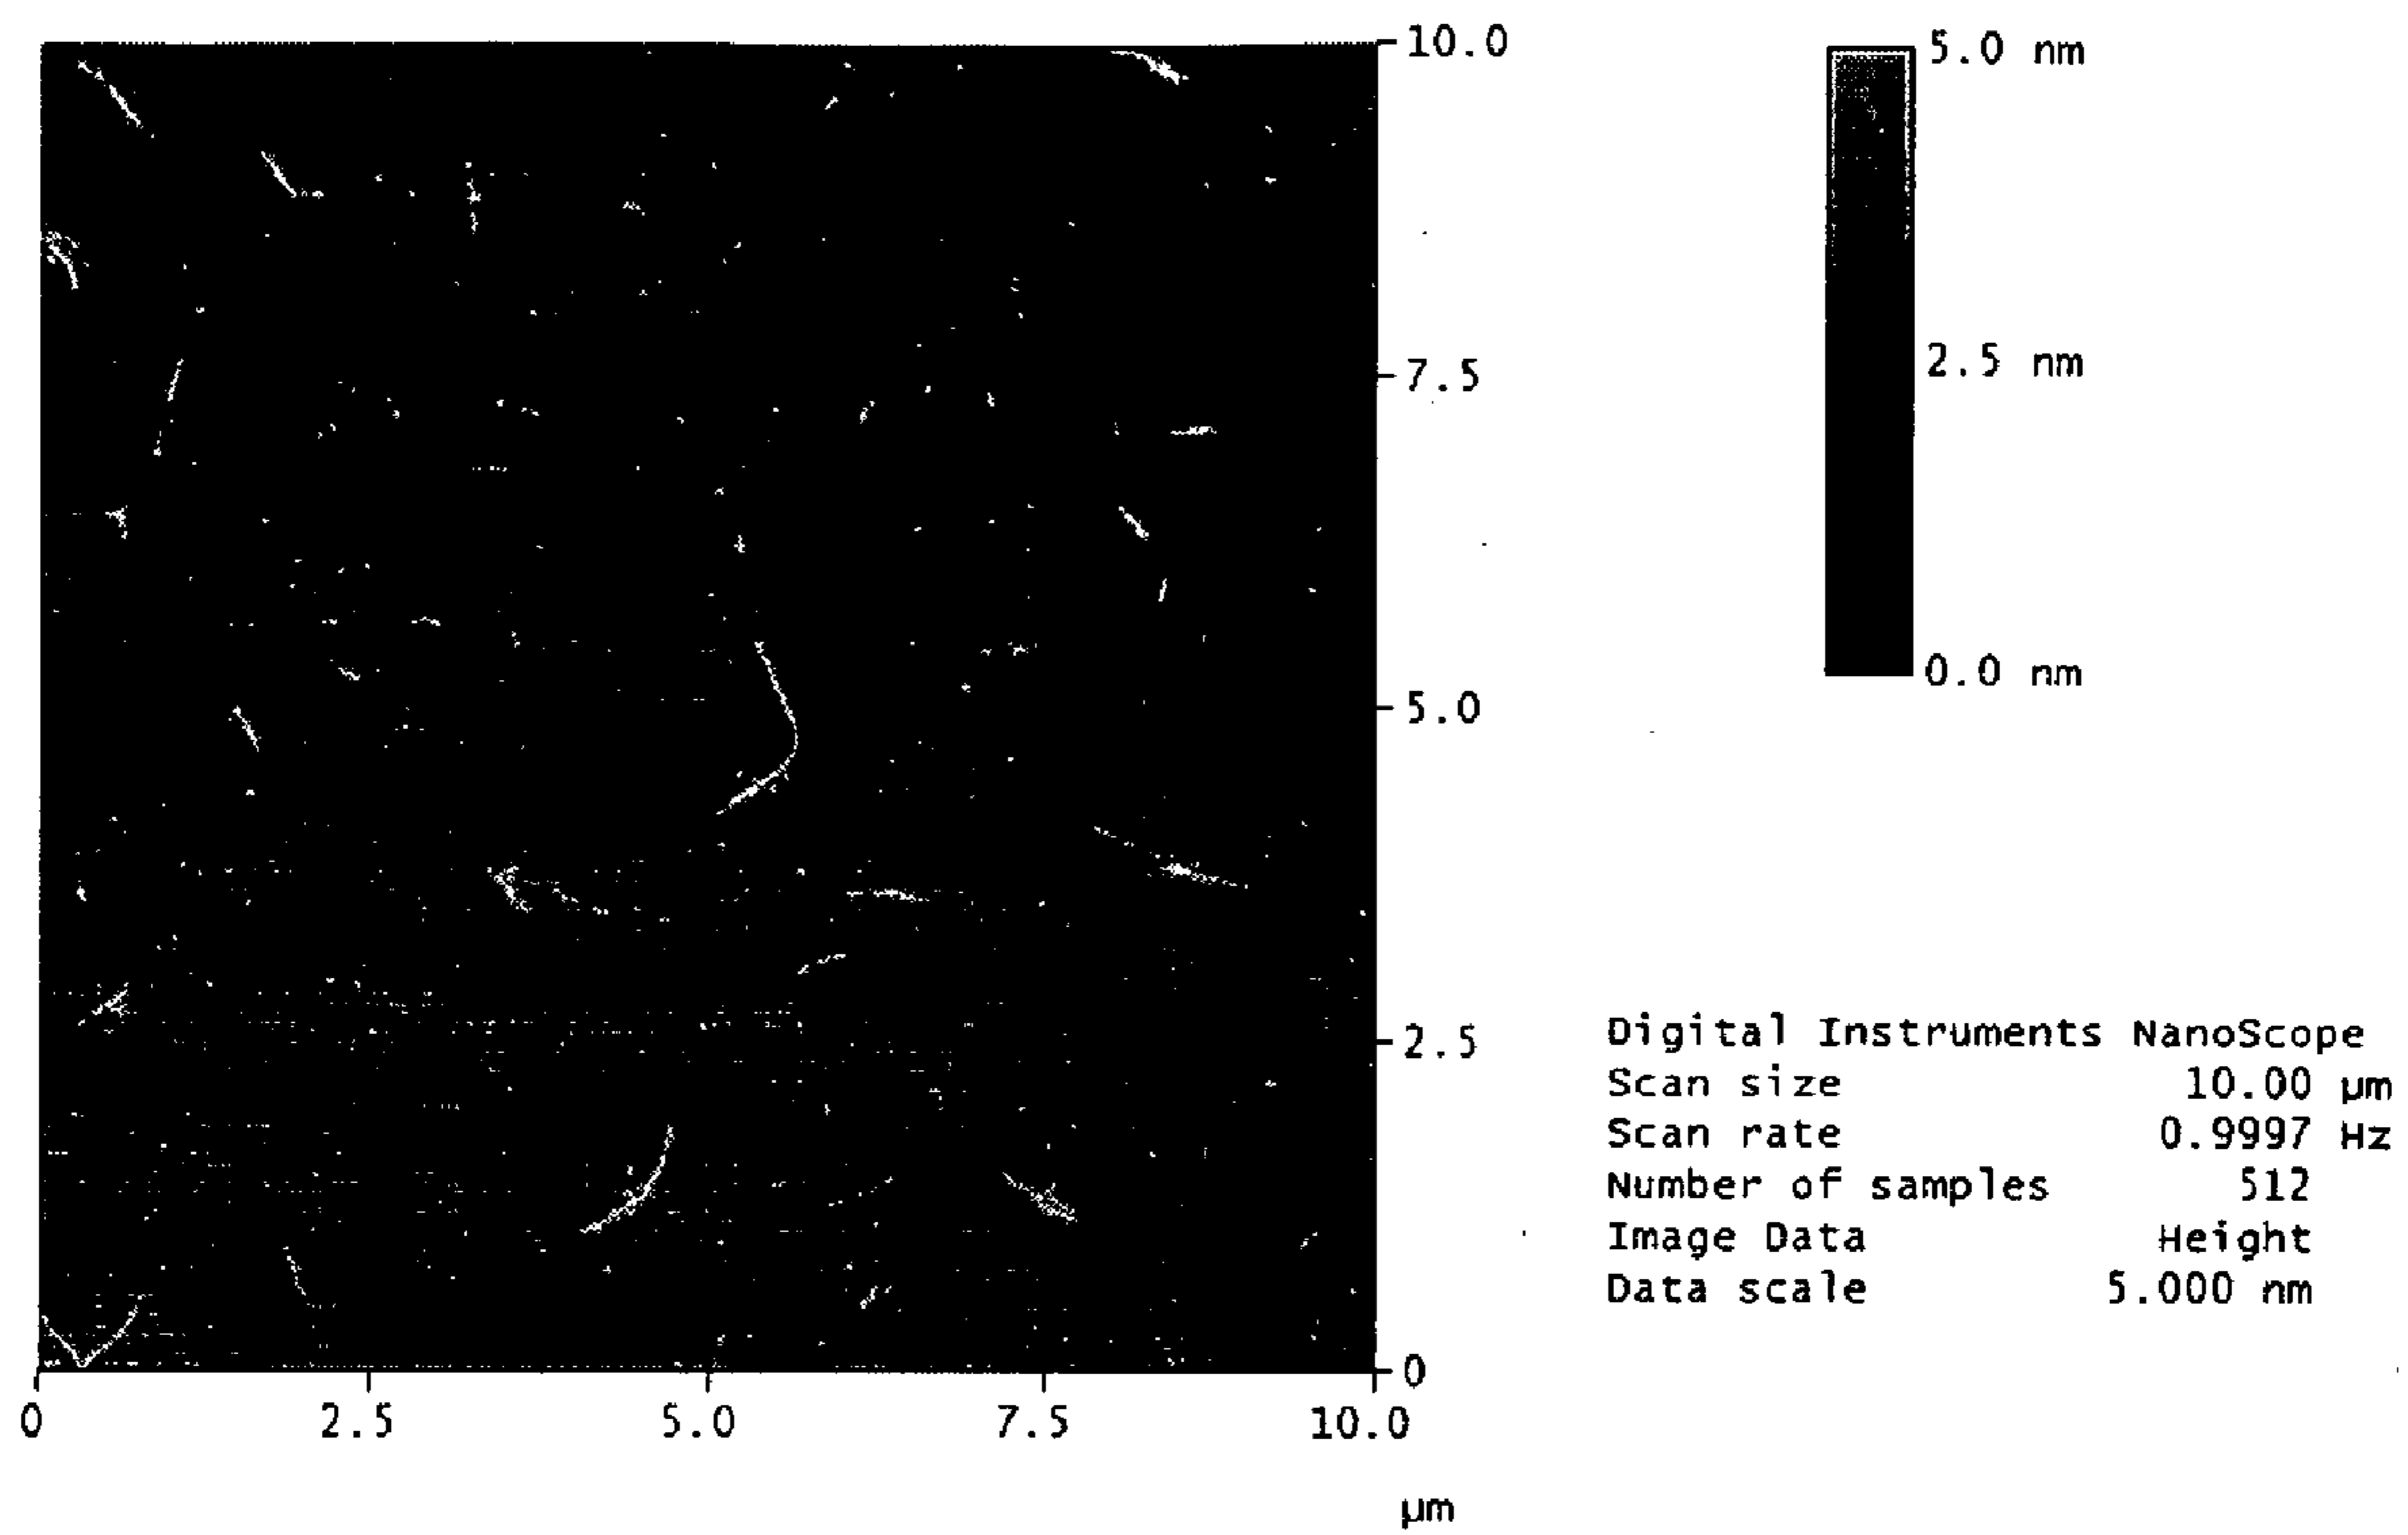 10.0
7.5
5.0
2.5
0
0 2.5 5.0 7.5 10.0
µm
5.0 nm
2.5 nm
0.0 nm
Digital Instruments NanoScope
Scan size 10.00 µm
Scan rate 0.9997 Hz
Number of samples 512
Image Data Height
Data scale 5.000 nm